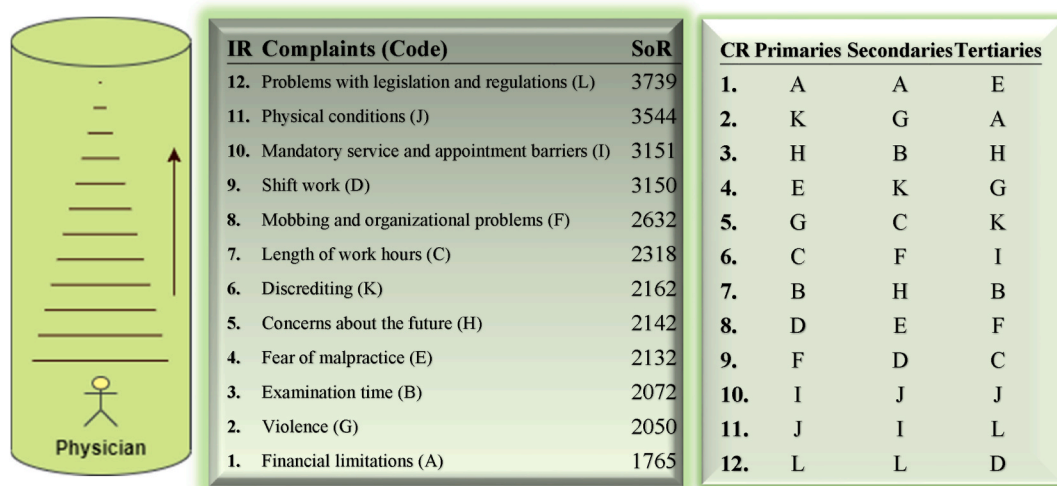 Physician
IR Complaints (Code) SoR
12. Problems with legislation and regulations (L) 3739
11. Physical conditions (J) 3544
10. Mandatory service and appointment barriers (I) 3151
9. Shift work (D) 3150
8. Mobbing and organizational problems (F) 2632
7. Length of work hours (C) 2318
6. Discrediting (K) 2162
5. Concerns about the future (H) 2142
4. Fear of malpractice (E) 2132
3. Examination time (B) 2072
2. Violence (G) 2050
1. Financial limitations (A) 1765
CR Primaries Secondaries Tertiaries
1. A A E
2. K G A
3. H B H
4. E K G
5. G C K
6. C F I
7. B H B
8. D E F
9. F D C
10. I J J
11. J I L
12. L L D